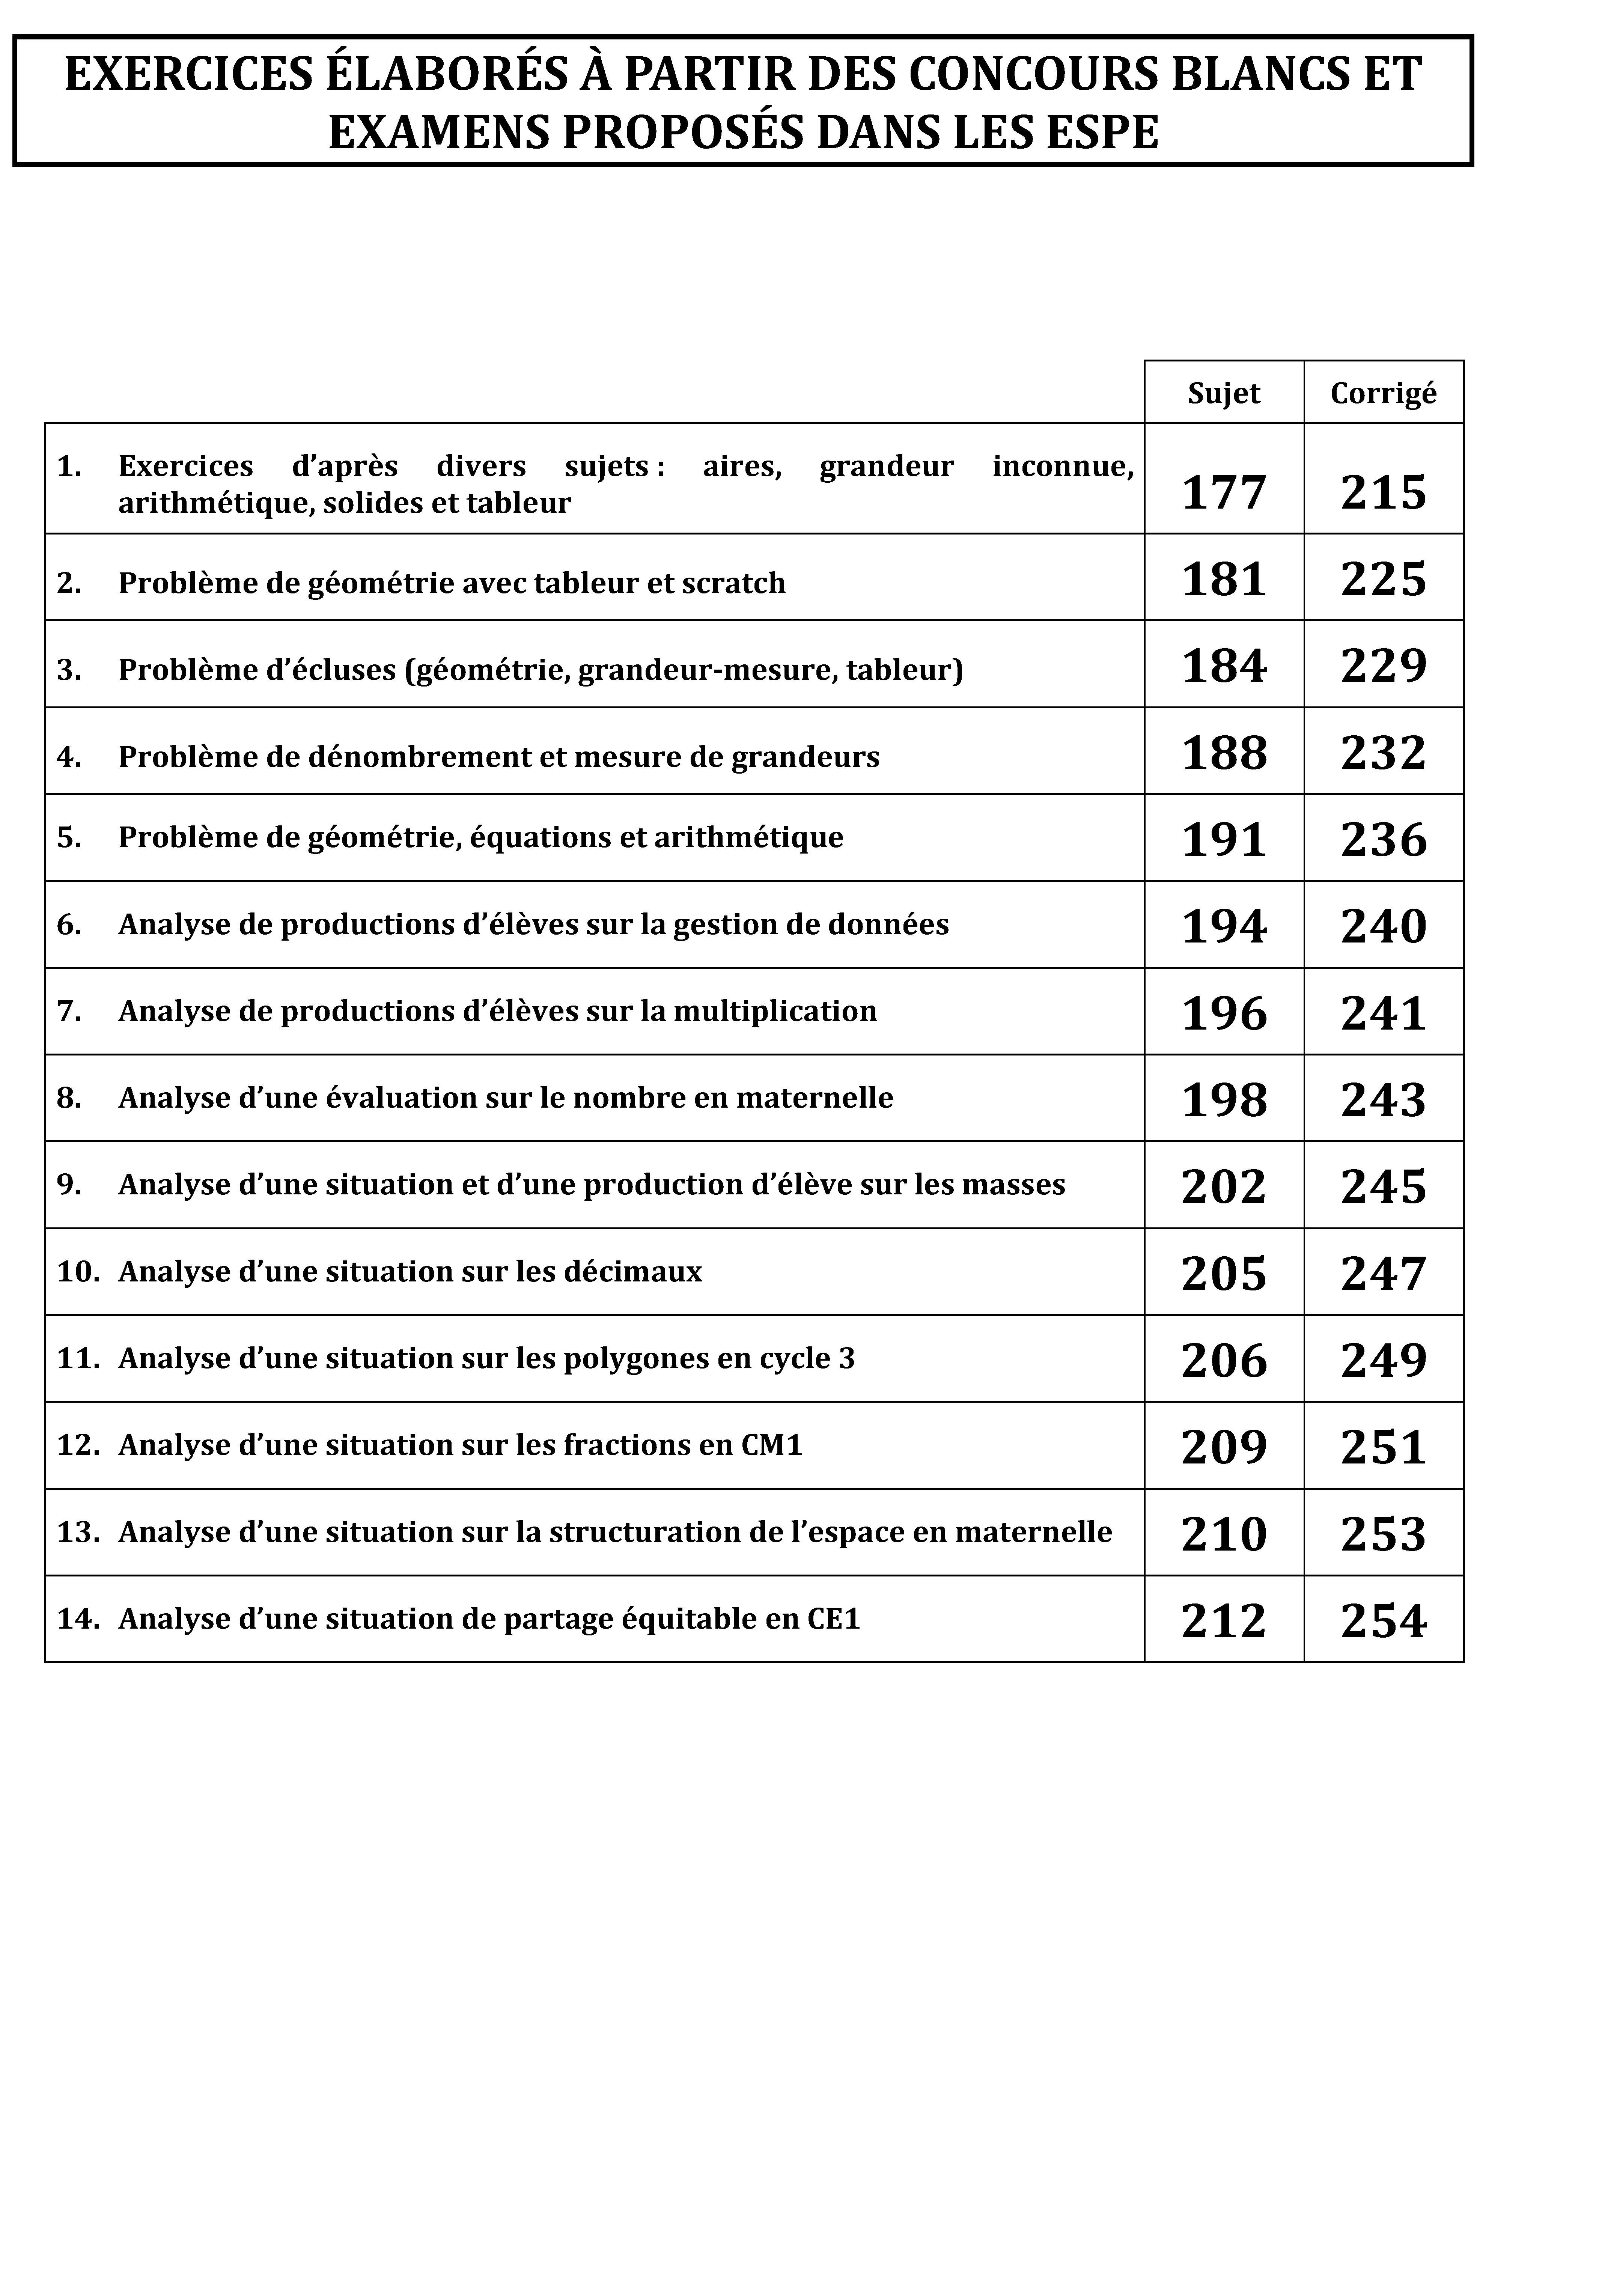 EXERCICES ÉLABORÉS À PARTIR DES CONCOURS BLANCS ET
EXAMENS PROPOSÉS DANS LES ESPE
Sujet Corrigé
1. Exercices d’après divers sujets : aires, grandeur inconnue,
arithmétique, solides et tableur 177 215
2. Problème de géométrie avec tableur et scratch 181 225
3. Problème d’écluses (géométrie, grandeur-mesure, tableur) 184 229
4. Problème de dénombrement et mesure de grandeurs 188 232
5. Problème de géométrie, équations et arithmétique 191 236
6. Analyse de productions d’élèves sur la gestion de données 194 240
7. Analyse de productions d’élèves sur la multiplication 196 241
8. Analyse d’une évaluation sur le nombre en maternelle 198 243
9. Analyse d’une situation et d’une production d’élève sur les masses 202 245
10. Analyse d’une situation sur les décimaux 205 247
11. Analyse d’une situation sur les polygones en cycle 3 206 249
12. Analyse d’une situation sur les fractions en CM1 209 251
13. Analyse d’une situation sur la structuration de l’espace en maternelle 210 253
14. Analyse d’une situation de partage équitable en CE1 212 254